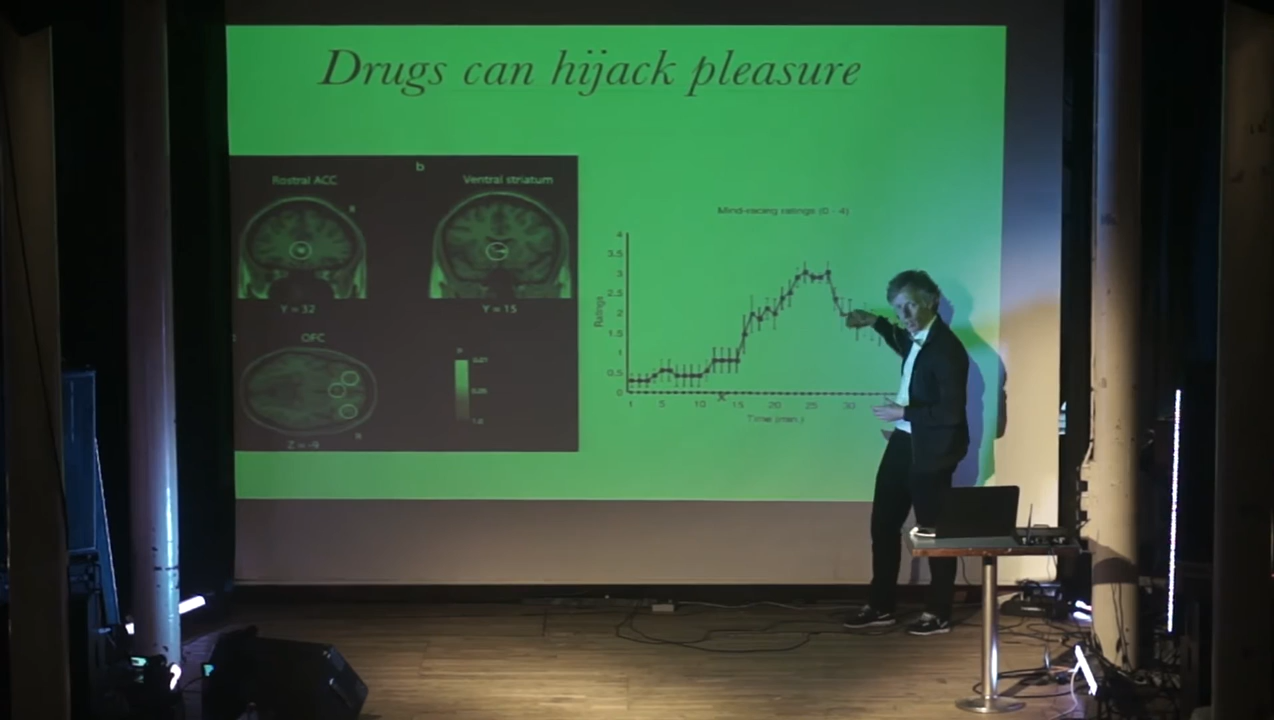 Drugs can hijack pleasure
b
Rostral ACC
Ventral striatum
Y = 32
Y = 15
OFC
P
Z = -9
Mind-racing ratings (0 - 4)
Ratings
4
3.5
3
2.5
2
1.5
1
0.5
0
1 5 10 15 20 25 30
Time (min.)